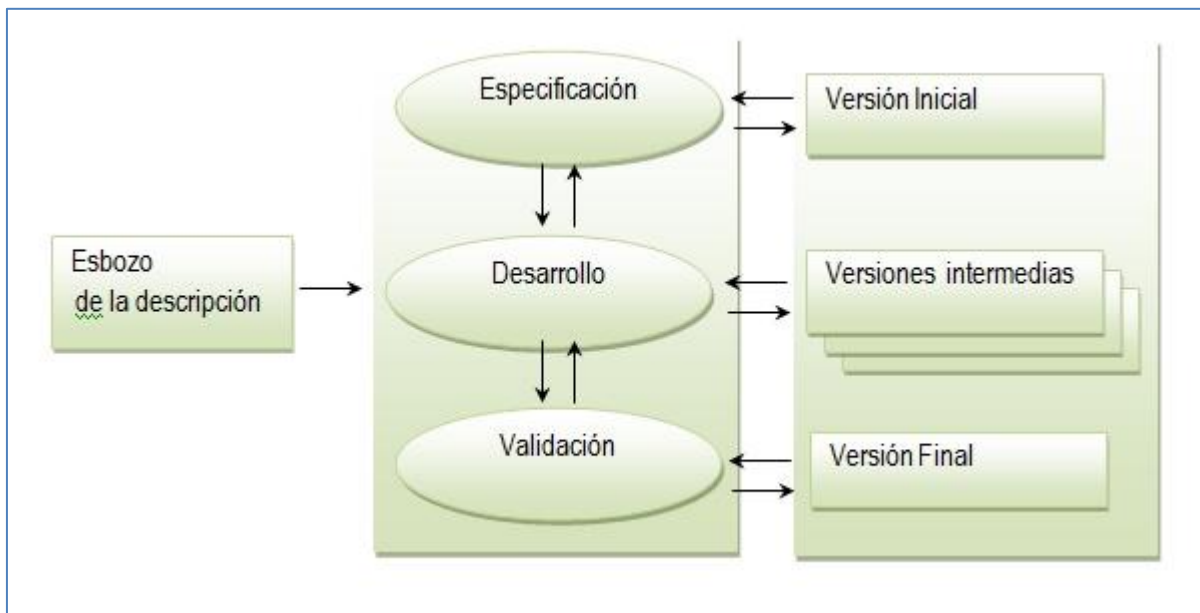 Especificación
Versión Inicial
Esbozo
de la descripción
Desarrollo
Versiones intermedias
Validación
Versión Final